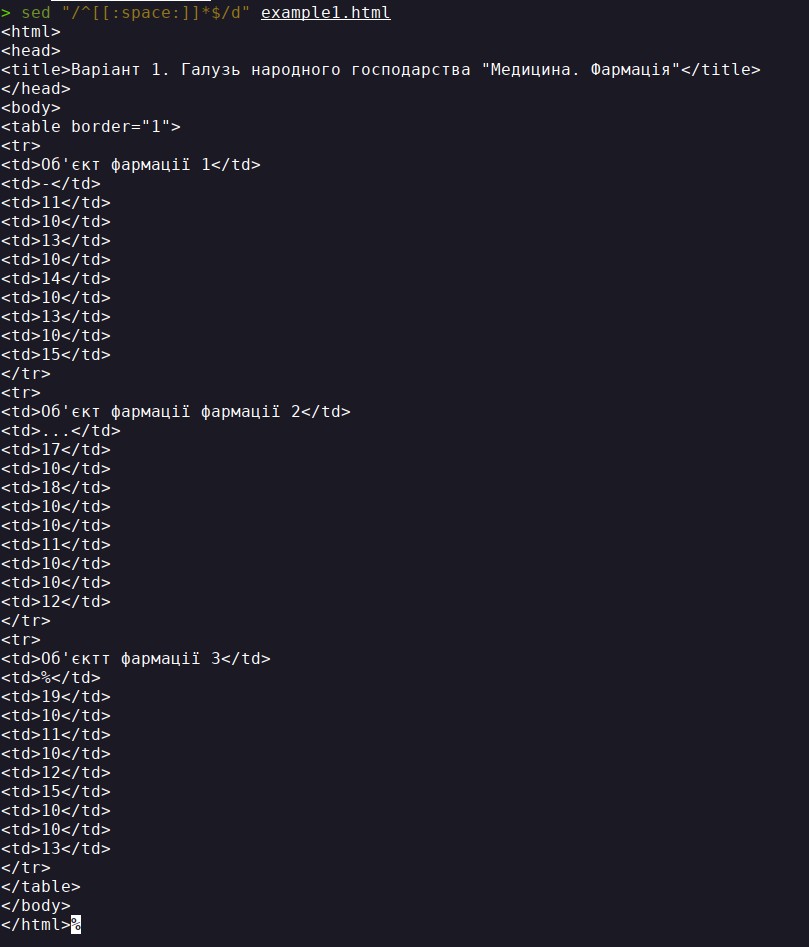 > sed "/^[[:space:]]*$/d" example1.html
<html>
<head>
<title>Варіант 1. Галузь народного господарства "Медицина. Фармація"</title>
</head>
<body>
<table border="1">
<tr>
<td>Об'єкт фармації 1</td>
<td>-</td>
<td>11</td>
<td>10</td>
<td>13</td>
<td>10</td>
<td>14</td>
<td>10</td>
<td>13</td>
<td>10</td>
<td>15</td>
</tr>
<tr>
<td>Об'єкт фармації фармації 2</td>
<td>...</td>
<td>17</td>
<td>10</td>
<td>18</td>
<td>10</td>
<td>10</td>
<td>11</td>
<td>10</td>
<td>10</td>
<td>12</td>
</tr>
<tr>
<td>Об'єктт фармації 3</td>
<td>%</td>
<td>19</td>
<td>10</td>
<td>11</td>
<td>10</td>
<td>12</td>
<td>15</td>
<td>10</td>
<td>10</td>
<td>13</td>
</tr>
</table>
</body>
</html>%